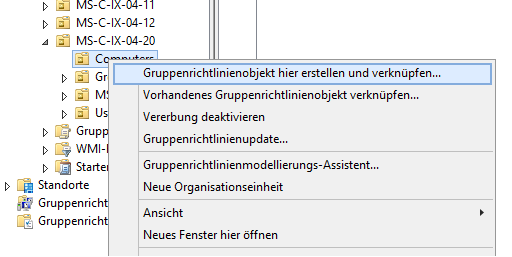 MS-C-IX-04-11
MS-C-IX-04-12
MS-C-IX-04-20
Computers
Gruppenrichtlinienobjekt hier erstellen und verknüpfen...
Vorhandenes Gruppenrichtlinienobjekt verknüpfen...
Vererbung deaktivieren
Gruppenrichtlinienupdate...
Gruppenrichtlinienmodellierungs-Assistent...
Neue Organisationseinheit
Ansicht
Neues Fenster hier öffnen
Gr
MS
Us
Grupp
WMI-F
Starter
Standorte
Gruppenricht
Gruppenricht